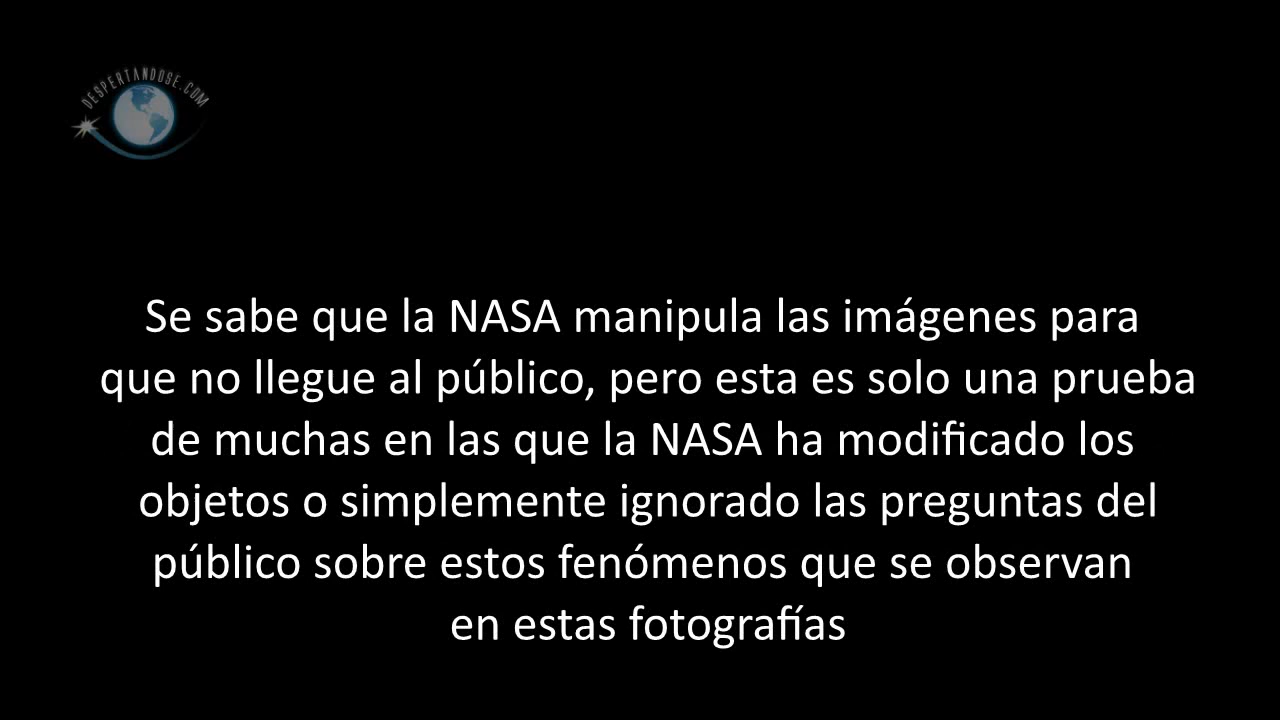 DESPERTANDOSE.COM
Se sabe que la NASA manipula las imágenes para
que no llegue al público, pero esta es solo una prueba
de muchas en las que la NASA ha modificado los
objetos o simplemente ignorado las preguntas del
público sobre estos fenómenos que se observan
en estas fotografías